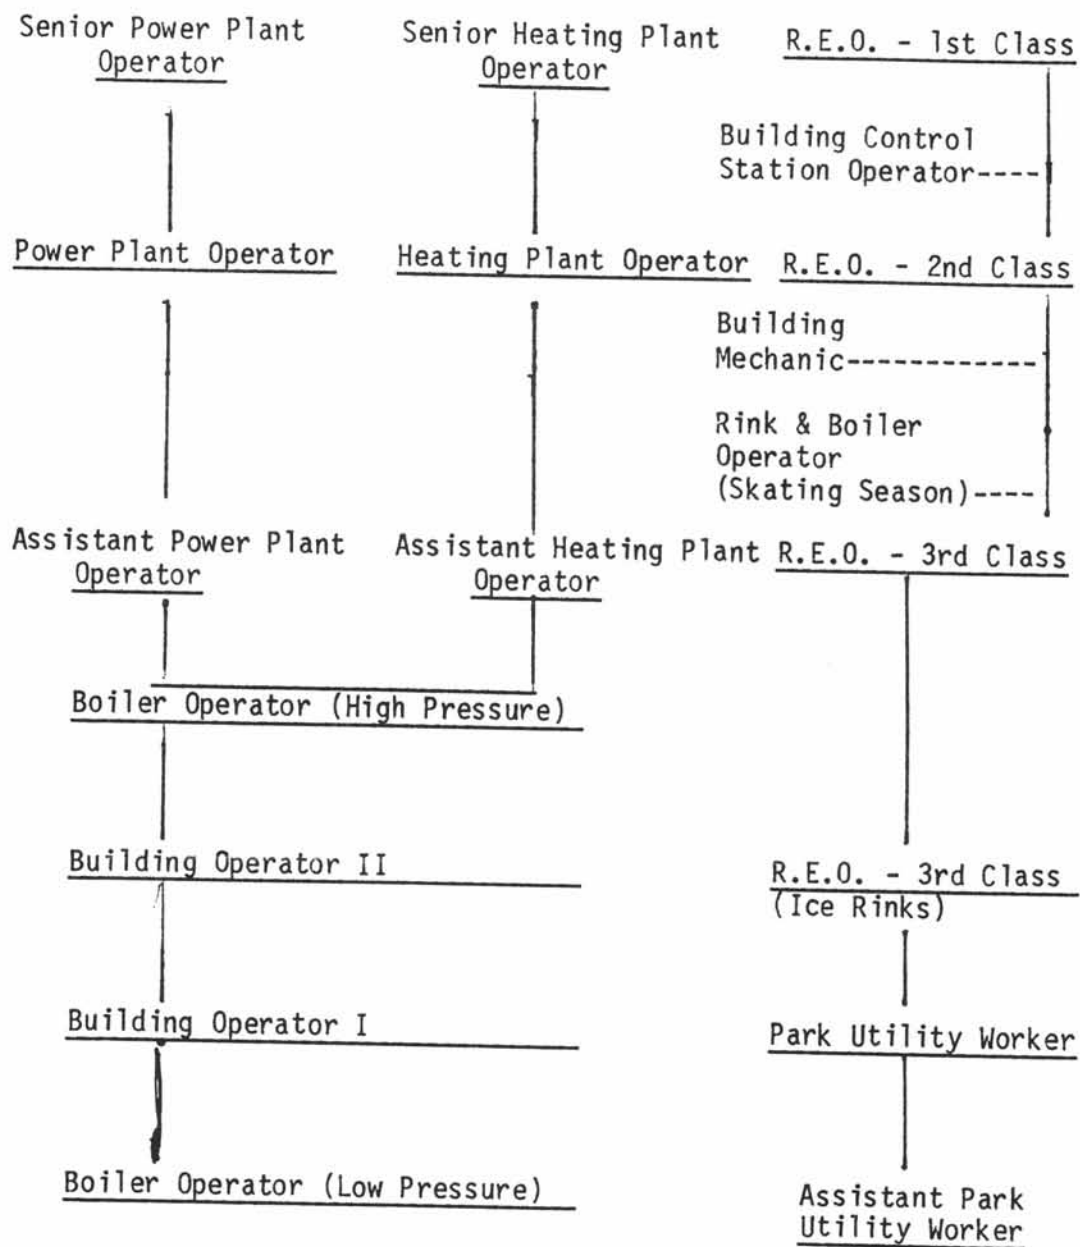 Senior Power Plant
Operator
Senior Heating Plant
Operator
R.E.O. - 1st Class
Building Control
Station Operator----
Power Plant Operator
Heating Plant Operator
R.E.O. - 2nd Class
Building
Mechanic------------
Rink & Boiler
Operator
(Skating Season)----
Assistant Power Plant
Operator
Assistant Heating Plant
Operator
R.E.O. - 3rd Class
Boiler Operator (High Pressure)
Building Operator II
R.E.O. - 3rd Class
(Ice Rinks)
Building Operator I
Park Utility Worker
Boiler Operator (Low Pressure)
Assistant Park
Utility Worker